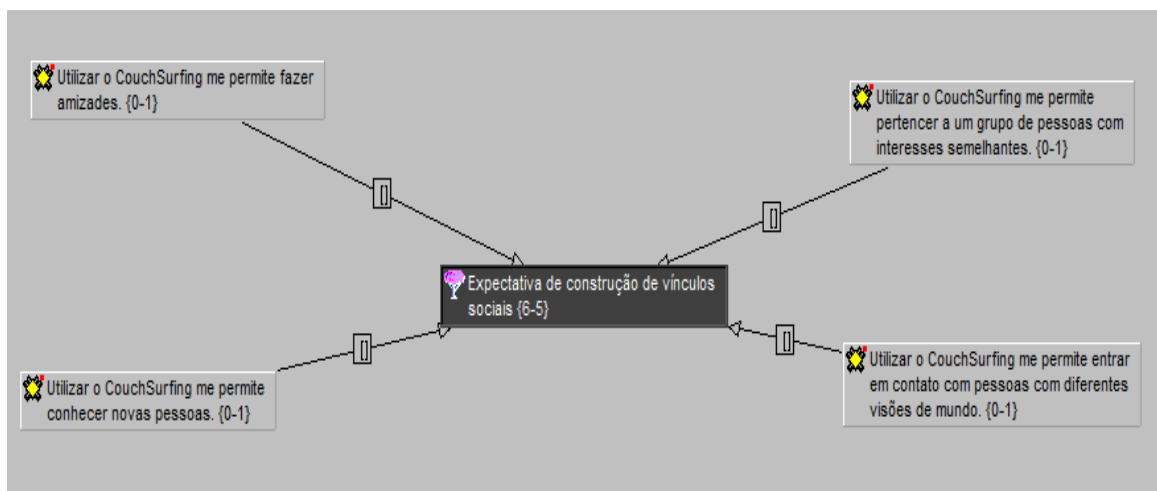 Utilizar o CouchSurfing me permite fazer
amizades. {0-1}
Utilizar o CouchSurfing me permite
pertencer a um grupo de pessoas com
interesses semelhantes. {0-1}
[]
[]
Expectativa de construção de vínculos
sociais {6-5}
[]
[]
Utilizar o CouchSurfing me permite
conhecer novas pessoas. {0-1}
Utilizar o CouchSurfing me permite entrar
em contato com pessoas com diferentes
visões de mundo. {0-1}